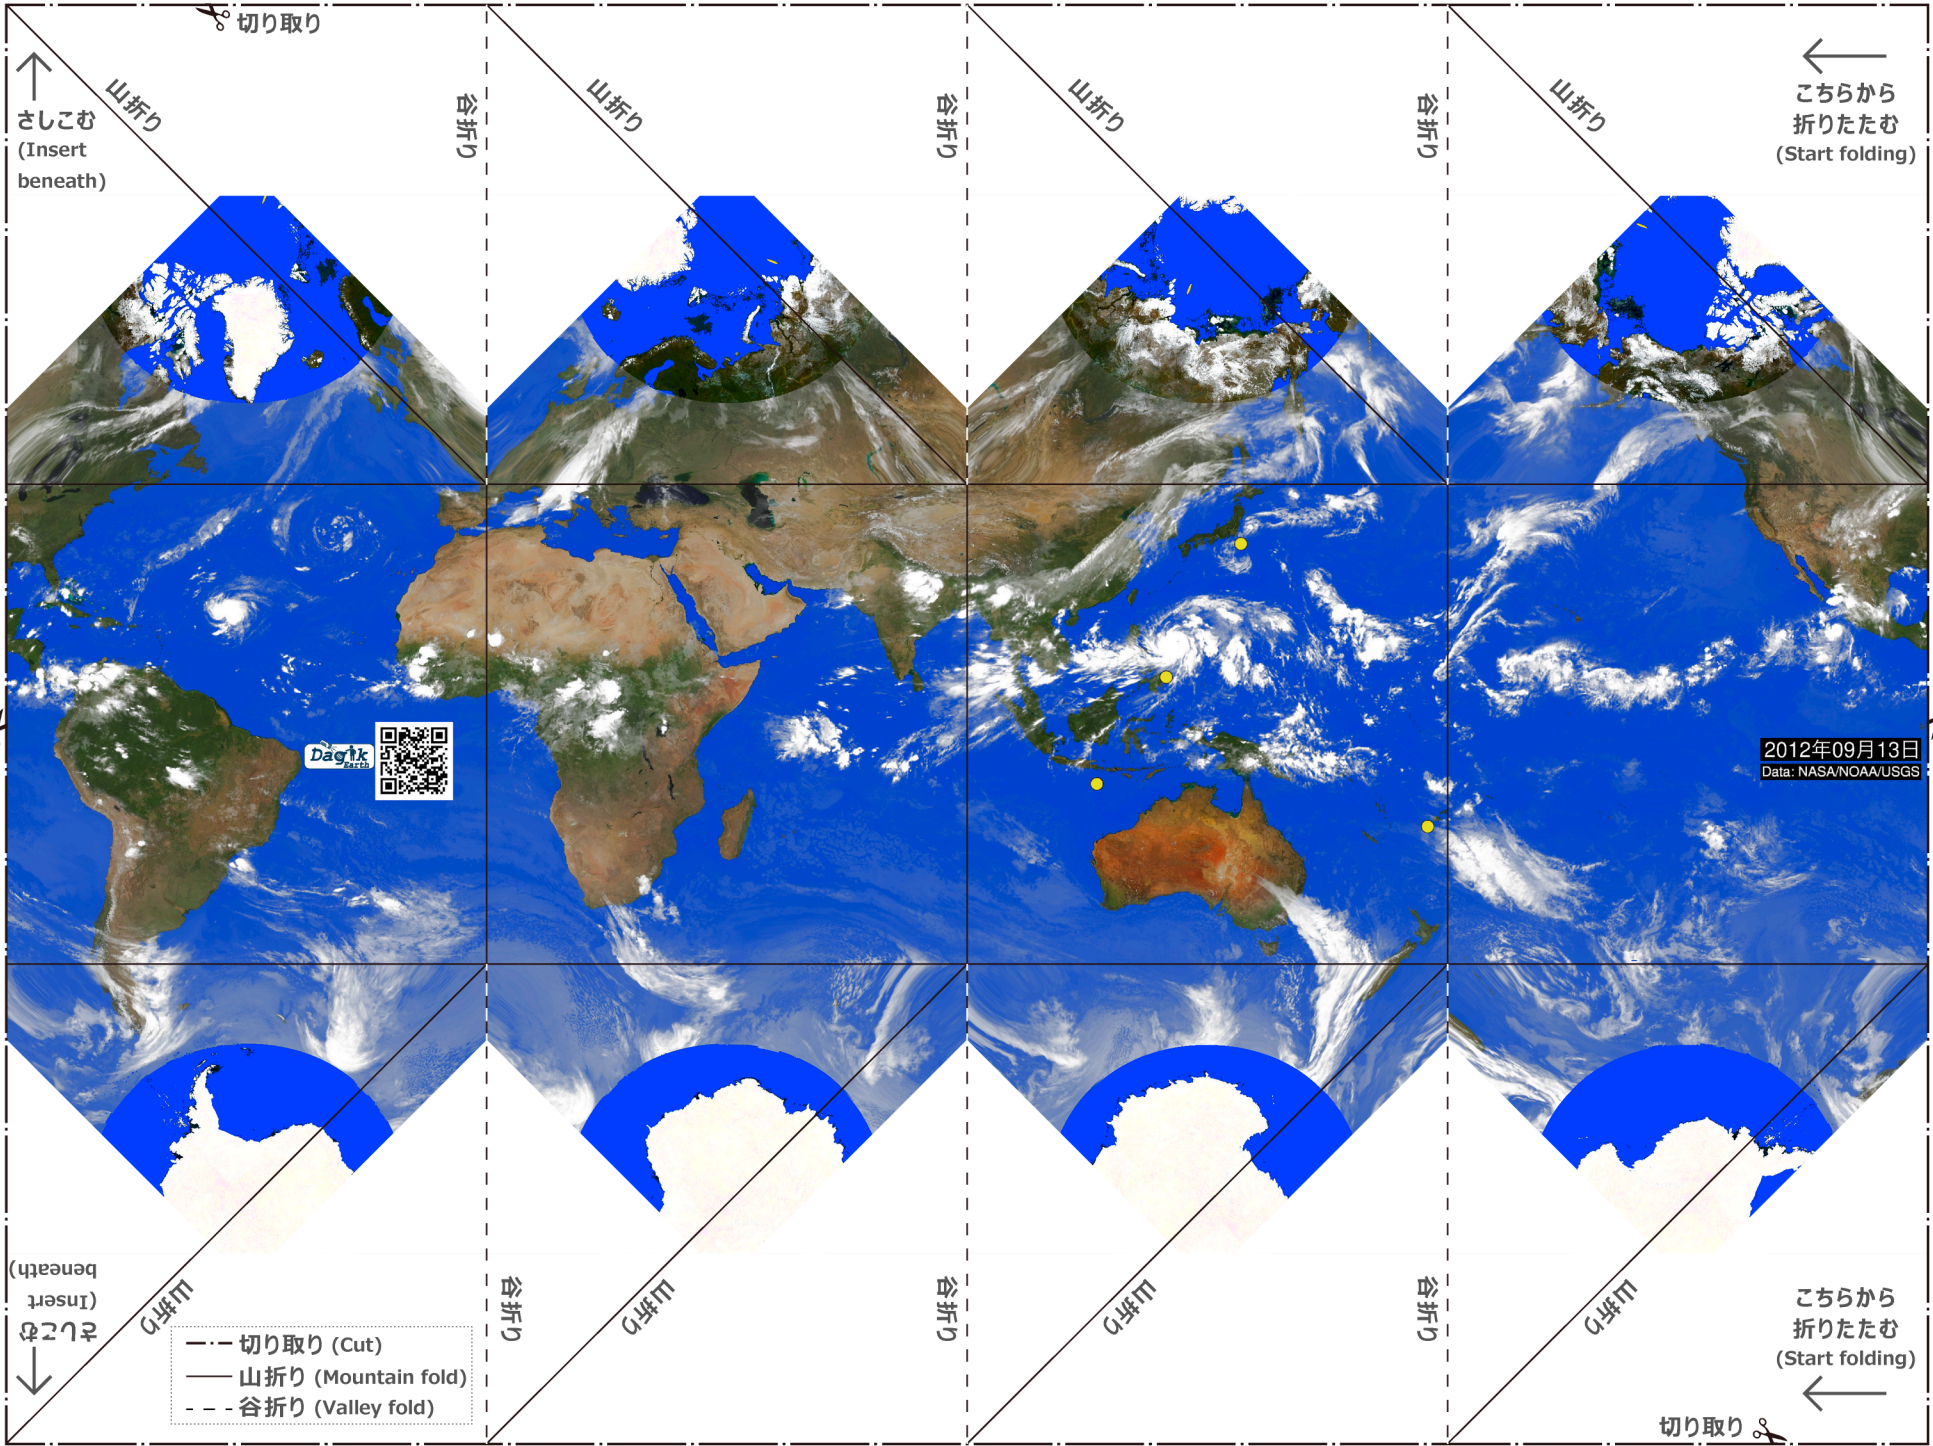 切り取り
山折り
谷折り
山折り
谷折り
山折り
谷折り
山折り
さしこむ
(Insert
beneath)
こちらから
折りたたむ
(Start folding)
Dagik
Earth
2012年09月13日
Data: NASA/NOAA/USGS
さしこむ
(Insert
beneath)
山折り
谷折り
山折り
谷折り
山折り
谷折り
山折り
こちらから
折りたたむ
(Start folding)
切り取り (Cut)
山折り (Mountain fold)
谷折り (Valley fold)
切り取り